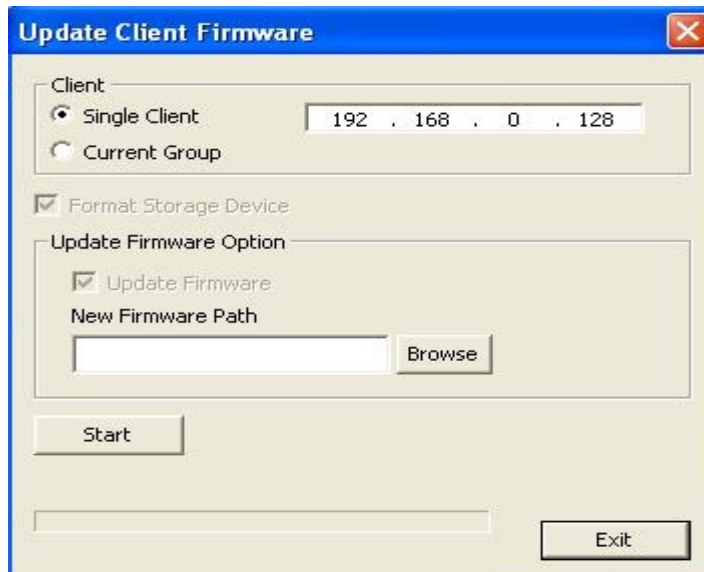 Update Client Firmware
Client
Single Client
192 . 168 . 0 . 128
Current Group
Format Storage Device
Update Firmware Option
Update Firmware
New Firmware Path
Browse
Start
Exit